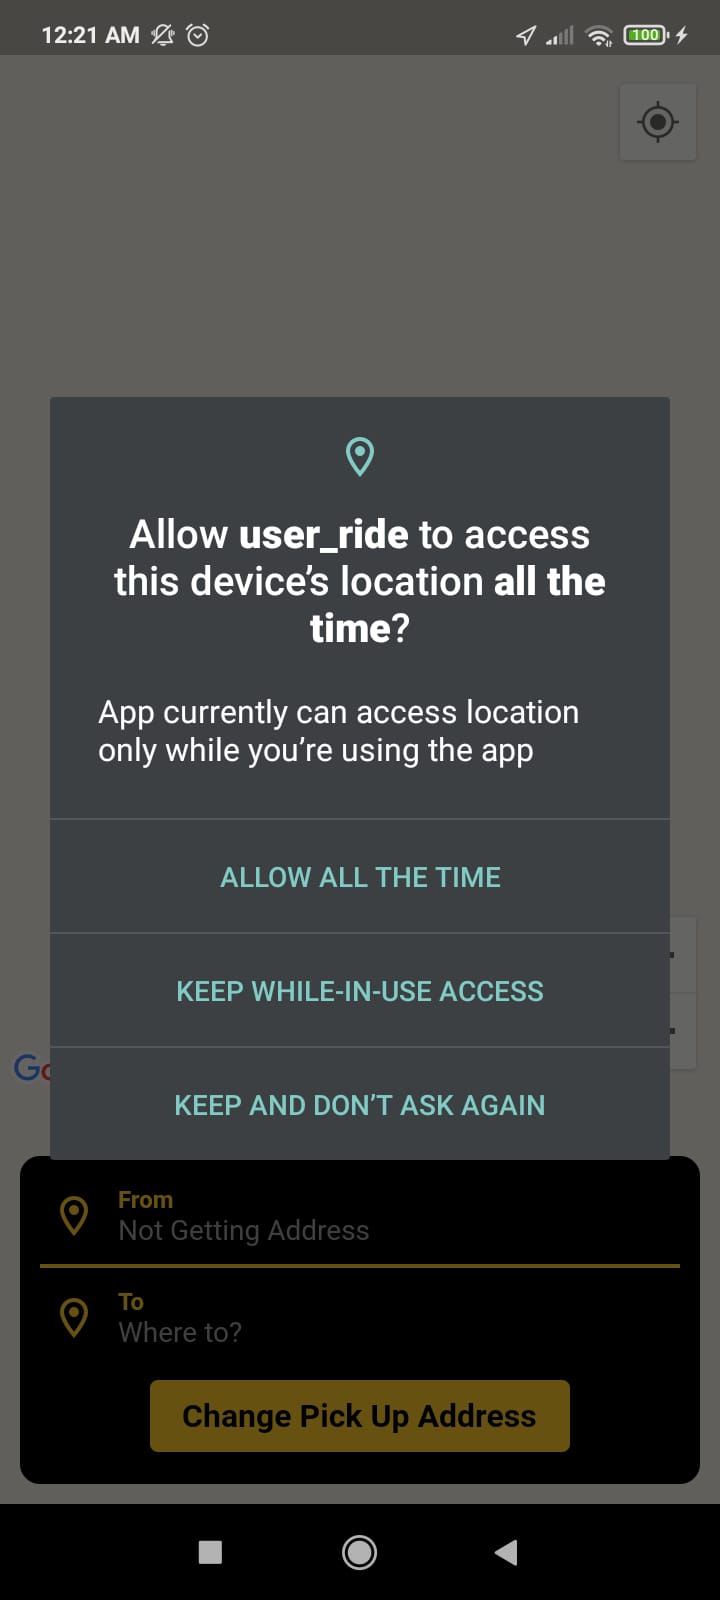 12:21 AM
100
Allow user_ride to access
this device’s location all the
time?
App currently can access location
only while you’re using the app
ALLOW ALL THE TIME
KEEP WHILE-IN-USE ACCESS
KEEP AND DON’T ASK AGAIN
Go
From
Not Getting Address
To
Where to?
Change Pick Up Address